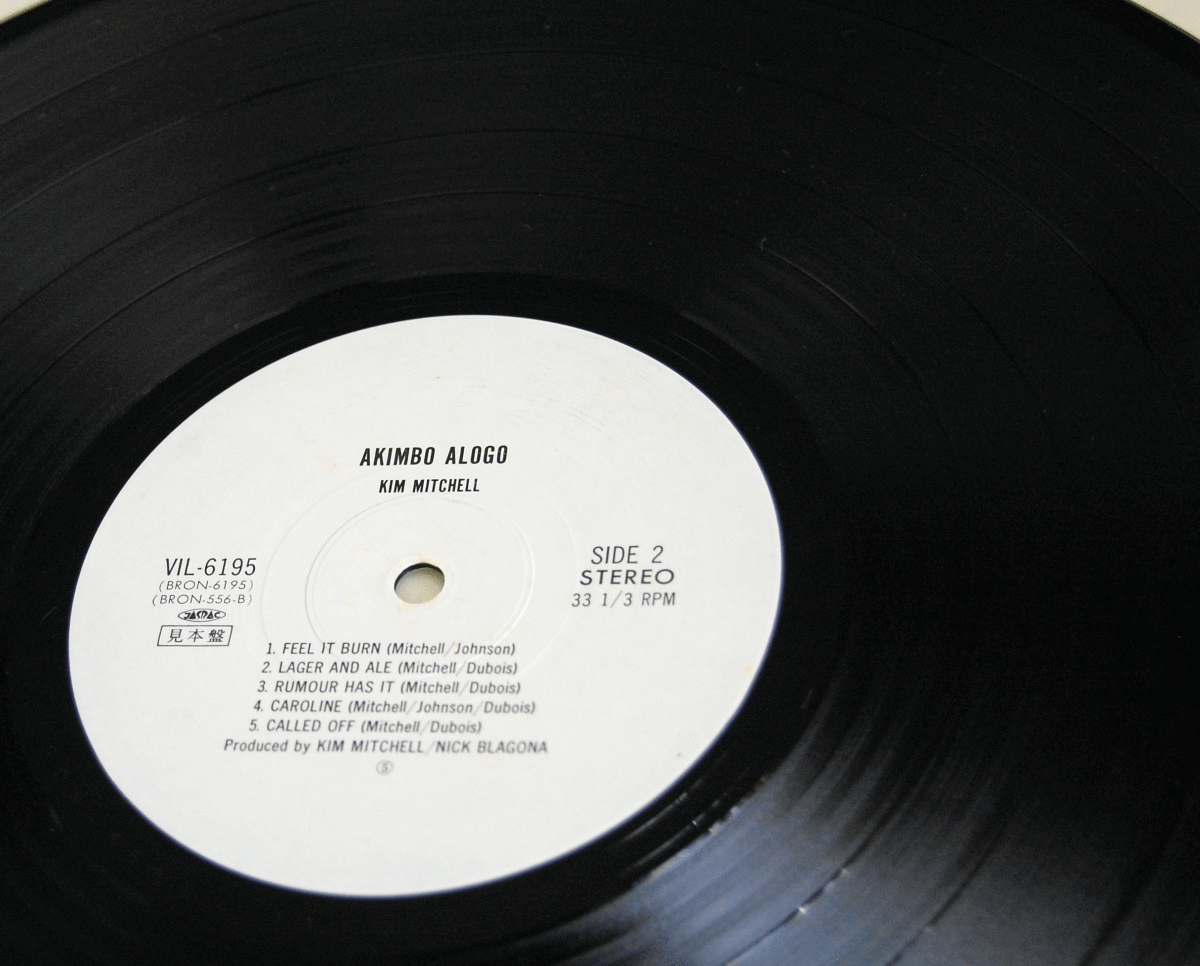 AKIMBO ALOGO
KIM MITCHELL
VIL-6195
(BRON-6195)
(BRON-556-B)
JASRAC
見本盤
SIDE 2
STEREO
33 1/3 RPM
1. FEEL IT BURN (Mitchell/Johnson)
2. LAGER AND ALE (Mitchell/Dubois)
3. RUMOUR HAS IT (Mitchell/Dubois)
4. CAROLINE (Mitchell/Johnson/Dubois)
5. CALLED OFF (Mitchell/Dubois)
Produced by KIM MITCHELL/NICK BLAGONA
Ⓢ